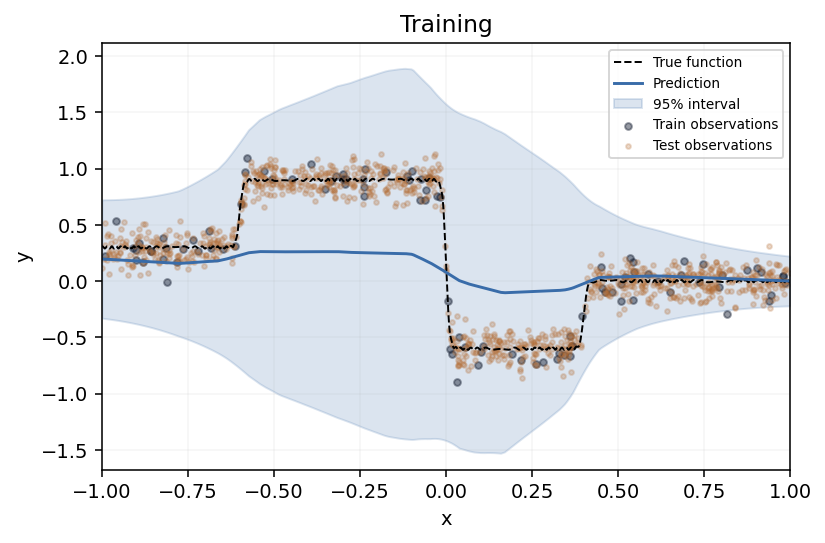 Training
2.0
1.5
1.0
0.5
0.0
−0.5
−1.0
−1.5
y
−1.00 −0.75 −0.50 −0.25 0.00 0.25 0.50 0.75 1.00
x
True function
Prediction
95% interval
Train observations
Test observations